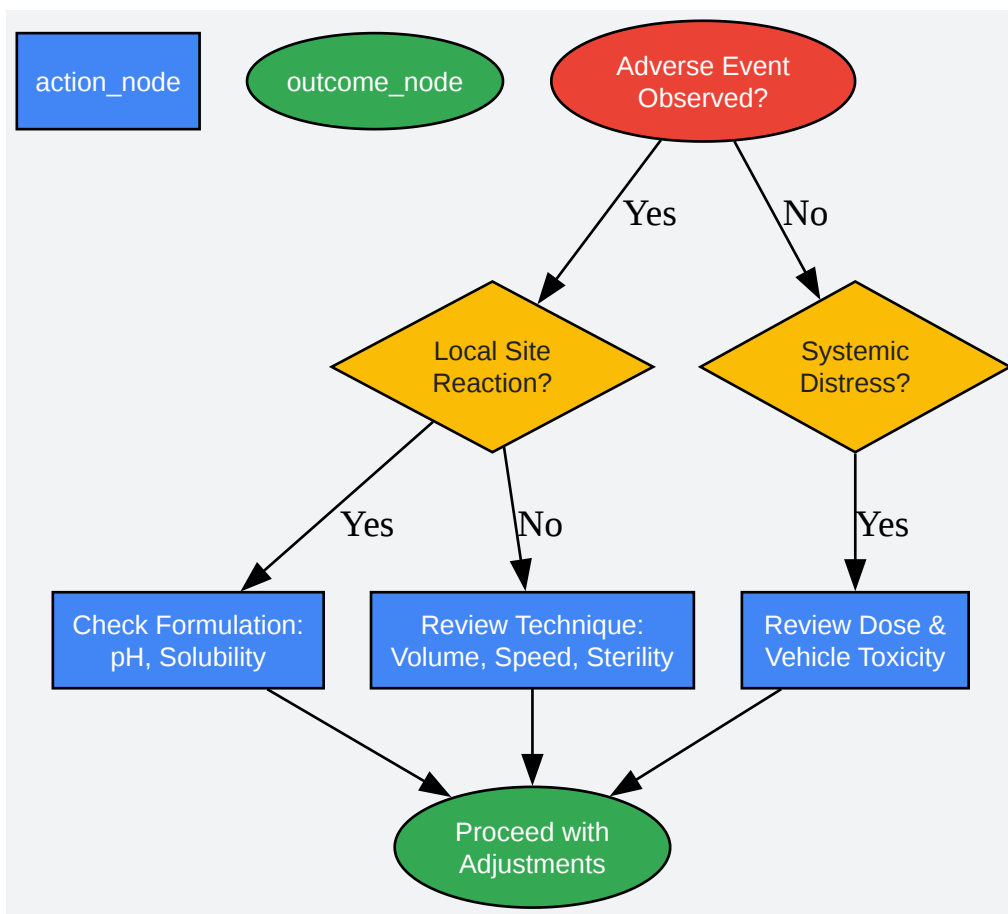 action_node
outcome_node
Adverse Event
Observed?
Yes
No
Local Site
Reaction?
Systemic
Distress?
Yes
No
Yes
Check Formulation:
pH, Solubility
Review Technique:
Volume, Speed, Sterility
Review Dose &
Vehicle Toxicity
Proceed with
Adjustments